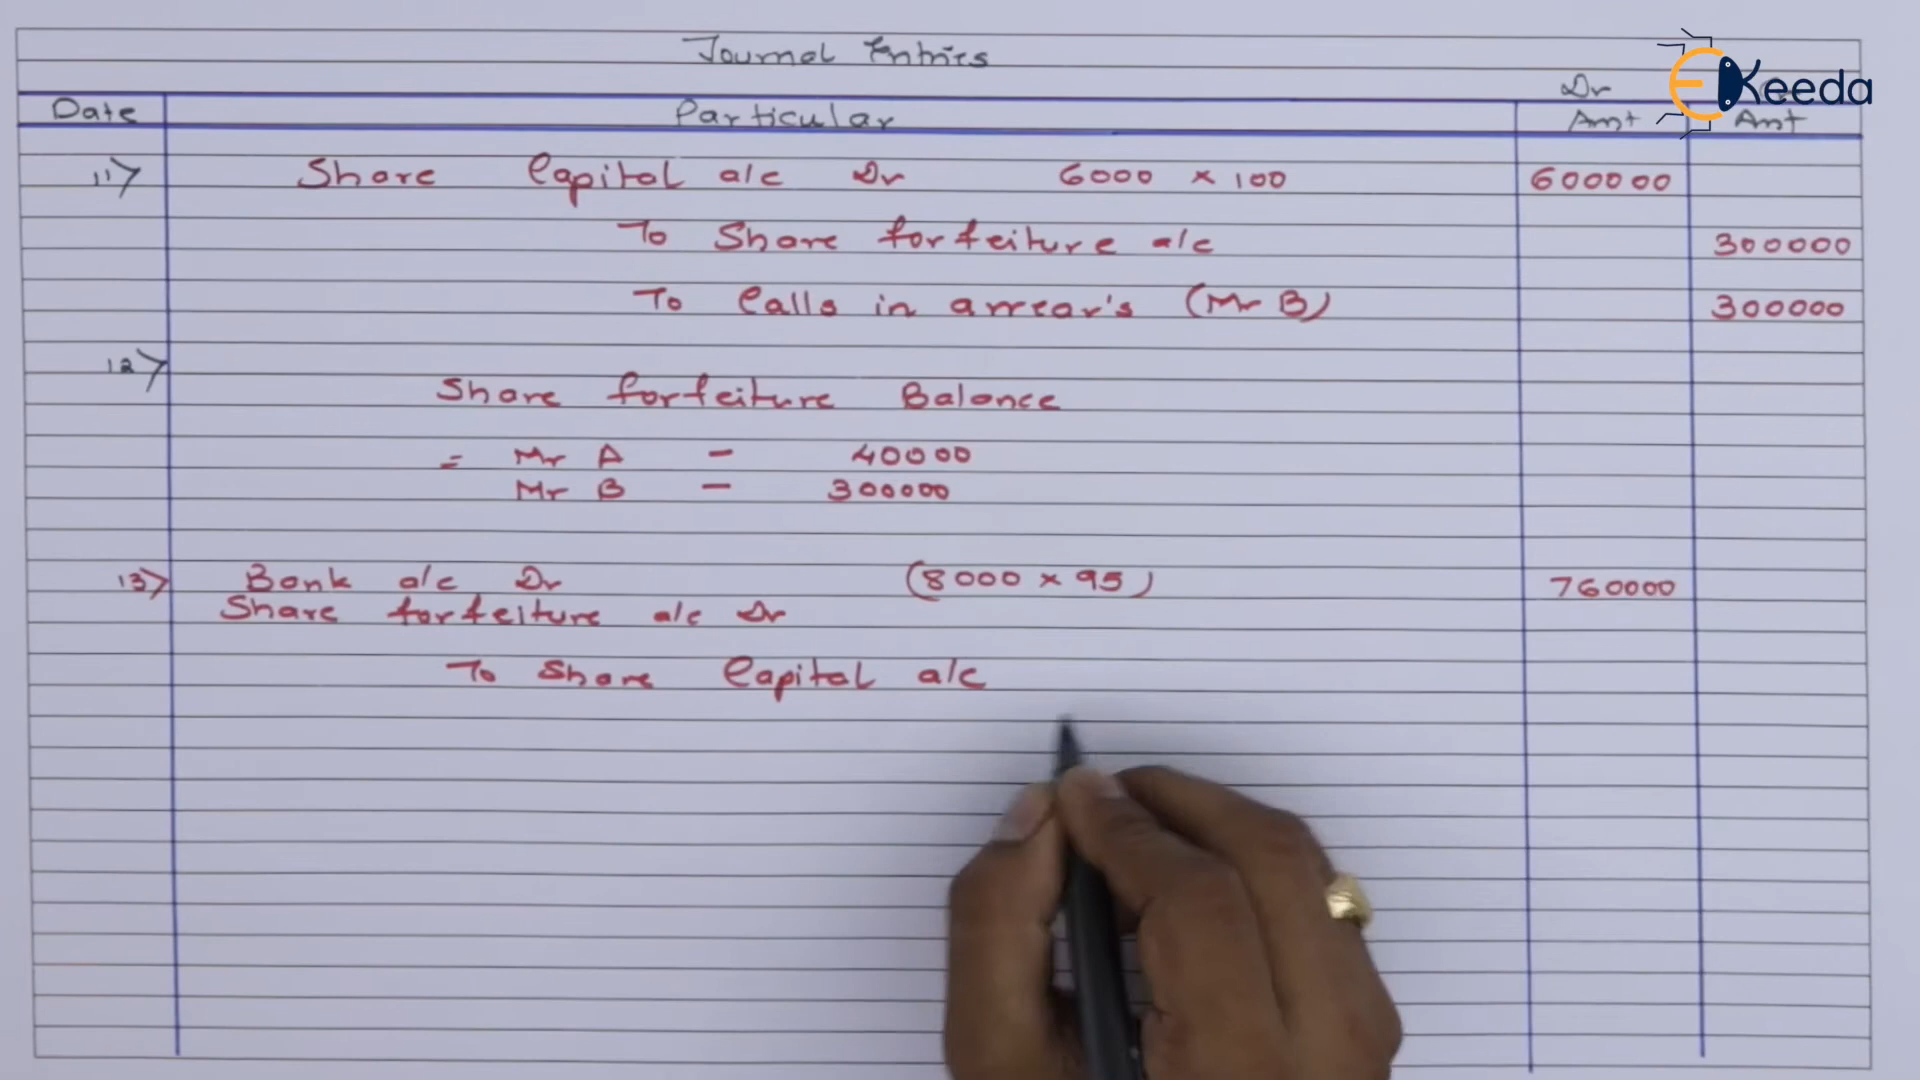 Journal Entries
Dr
Keeda
Date Particular Amt Amt
11) Share Capital a/c Dr 6000 × 100 600000
To Share forfeiture a/c 300000
To Calls in arrear's (Mr B) 300000
12)
Share forfeiture Balance
= Mr A - 40000
Mr B - 300000
13) Bank a/c Dr (8000 × 95) 760000
Share forfeiture a/c Dr
To Share Capital a/c